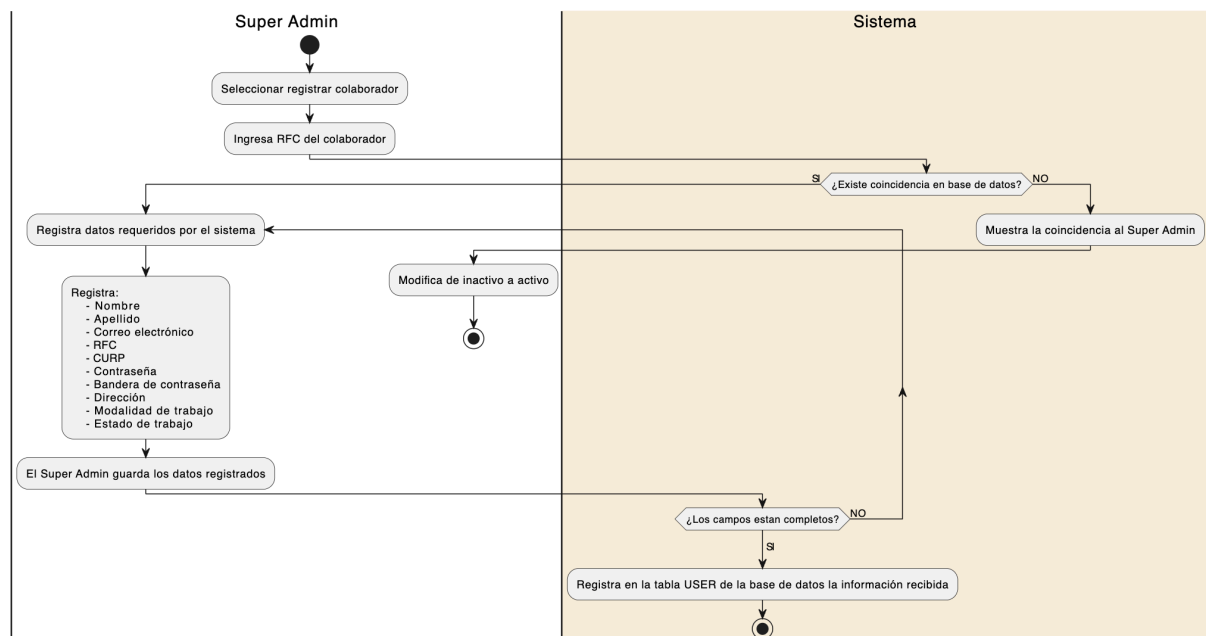 Super Admin
Sistema
Seleccionar registrar colaborador
Ingresa RFC del colaborador
SI
¿Existe coincidencia en base de datos?
NO
Registra datos requeridos por el sistema
Muestra la coincidencia al Super Admin
Modifica de inactivo a activo
Registra:
- Nombre
- Apellido
- Correo electrónico
- RFC
- CURP
- Contraseña
- Bandera de contraseña
- Dirección
- Modalidad de trabajo
- Estado de trabajo
El Super Admin guarda los datos registrados
¿Los campos estan completos?
NO
SI
Registra en la tabla USER de la base de datos la información recibida